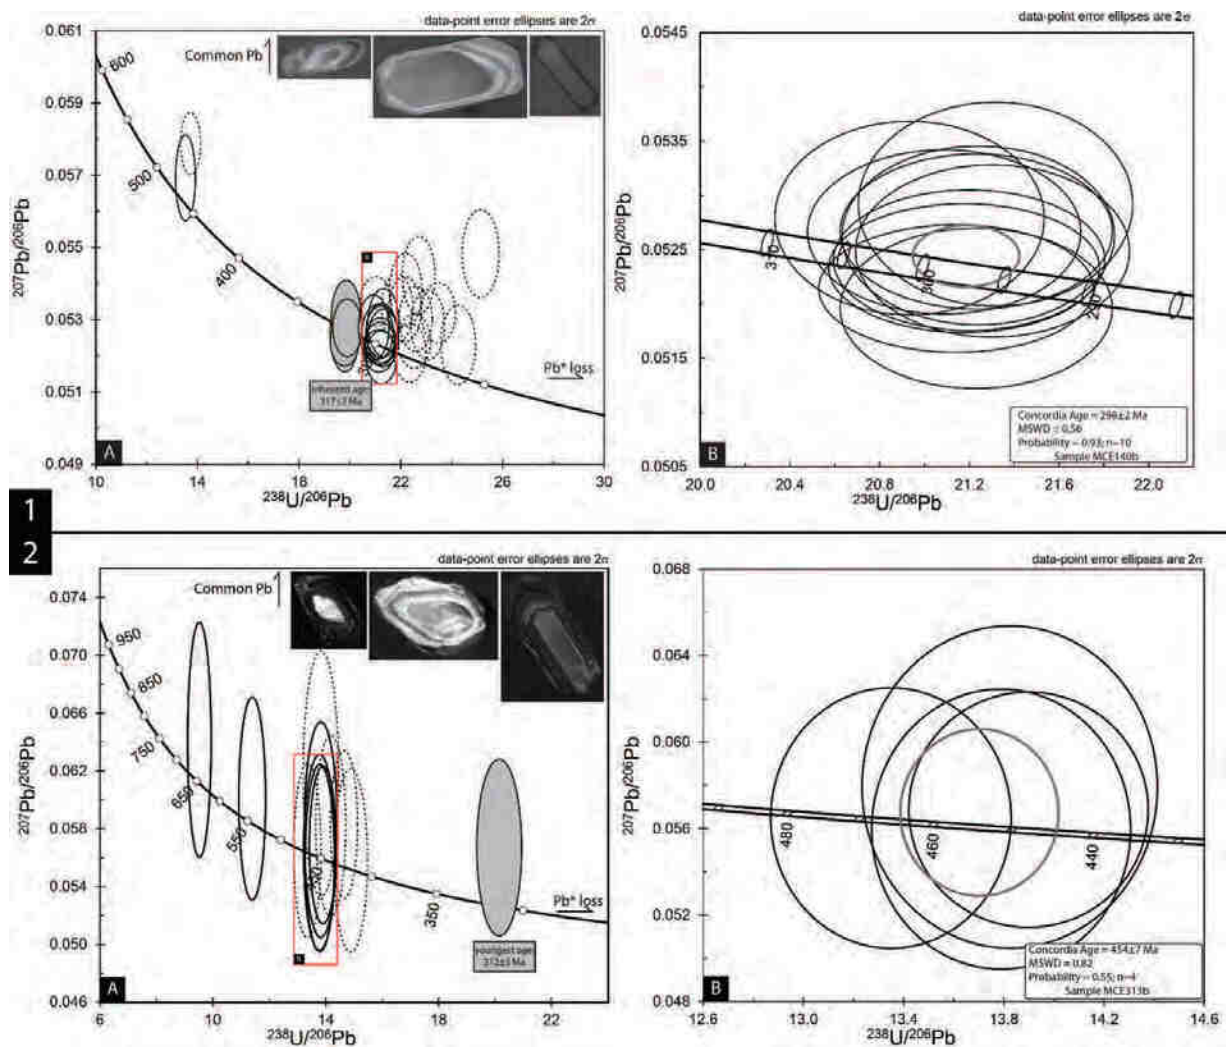 data-point error ellipses are 2σ
0.061
0.059
0.057
0.055
0.053
0.051
0.049
207Pb/206Pb
Common Pb
600
500
400
Pb* loss
inherited age
317±2 Ma
A
10 14 18 22 26 30
238U/206Pb
data-point error ellipses are 2σ
0.0545
0.0535
0.0525
0.0515
0.0505
207Pb/206Pb
310
300
290
Concordia Age = 298±2 Ma
MSWD = 0.56
Probability = 0.93; n=10
Sample MCE140b
B
20.0 20.4 20.8 21.2 21.6 22.0
238U/206Pb
1
2
data-point error ellipses are 2σ
0.074
0.070
0.066
0.062
0.058
0.054
0.050
0.046
207Pb/206Pb
Common Pb
950
850
750
650
550
350
Pb* loss
youngest age
A
6 10 14 18 22
238U/206Pb
data-point error ellipses are 2σ
0.068
0.064
0.060
0.056
0.052
0.048
207Pb/206Pb
480
460
440
Concordia Age = 454±7 Ma
MSWD = 0.82
Probability = 0.55; n=4
Sample MCE313b
B
12.6 13.0 13.4 13.8 14.2 14.6
238U/206Pb